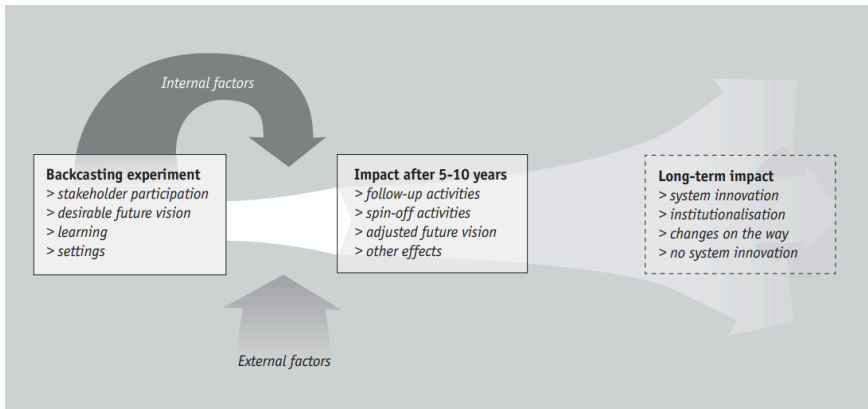 Internal factors
Backcasting experiment
> stakeholder participation
> desirable future vision
> learning
> settings
Impact after 5-10 years
> follow-up activities
> spin-off activities
> adjusted future vision
> other effects
Long-term impact
> system innovation
> institutionalisation
> changes on the way
> no system innovation
External factors